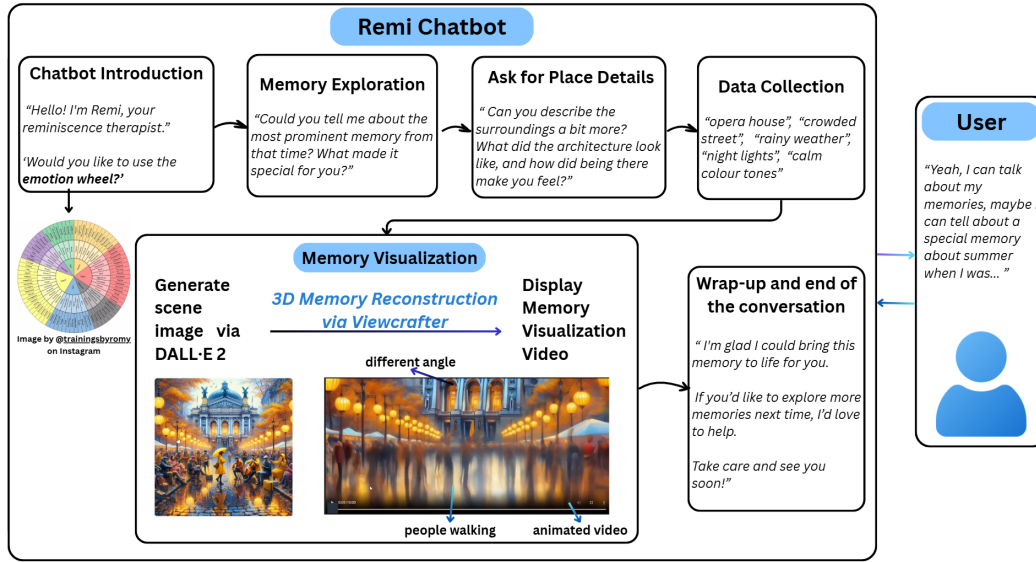 Remi Chatbot
Chatbot Introduction
“Hello! I'm Remi, your
reminiscence therapist.”
‘Would you like to use the
emotion wheel?’
Memory Exploration
“Could you tell me about the
most prominent memory from
that time? What made it
special for you?”
Ask for Place Details
“ Can you describe the
surroundings a bit more?
What did the architecture look
like, and how did being there
make you feel?”
Data Collection
“opera house”, “crowded
street”, “rainy weather”,
“night lights”, “calm
colour tones”
User
“Yeah, I can talk
about my
memories, maybe
can tell about a
special memory
about summer
when I was... ”
Image by @trainingsbyromy
on Instagram
Memory Visualization
Generate
scene
image via
DALL·E 2
3D Memory Reconstruction
via Viewcrafter
Display
Memory
Visualization
Video
different angle
people walking
animated video
Wrap-up and end of
the conversation
“ I'm glad I could bring this
memory to life for you.
If you’d like to explore more
memories next time, I’d love
to help.
Take care and see you
soon!”